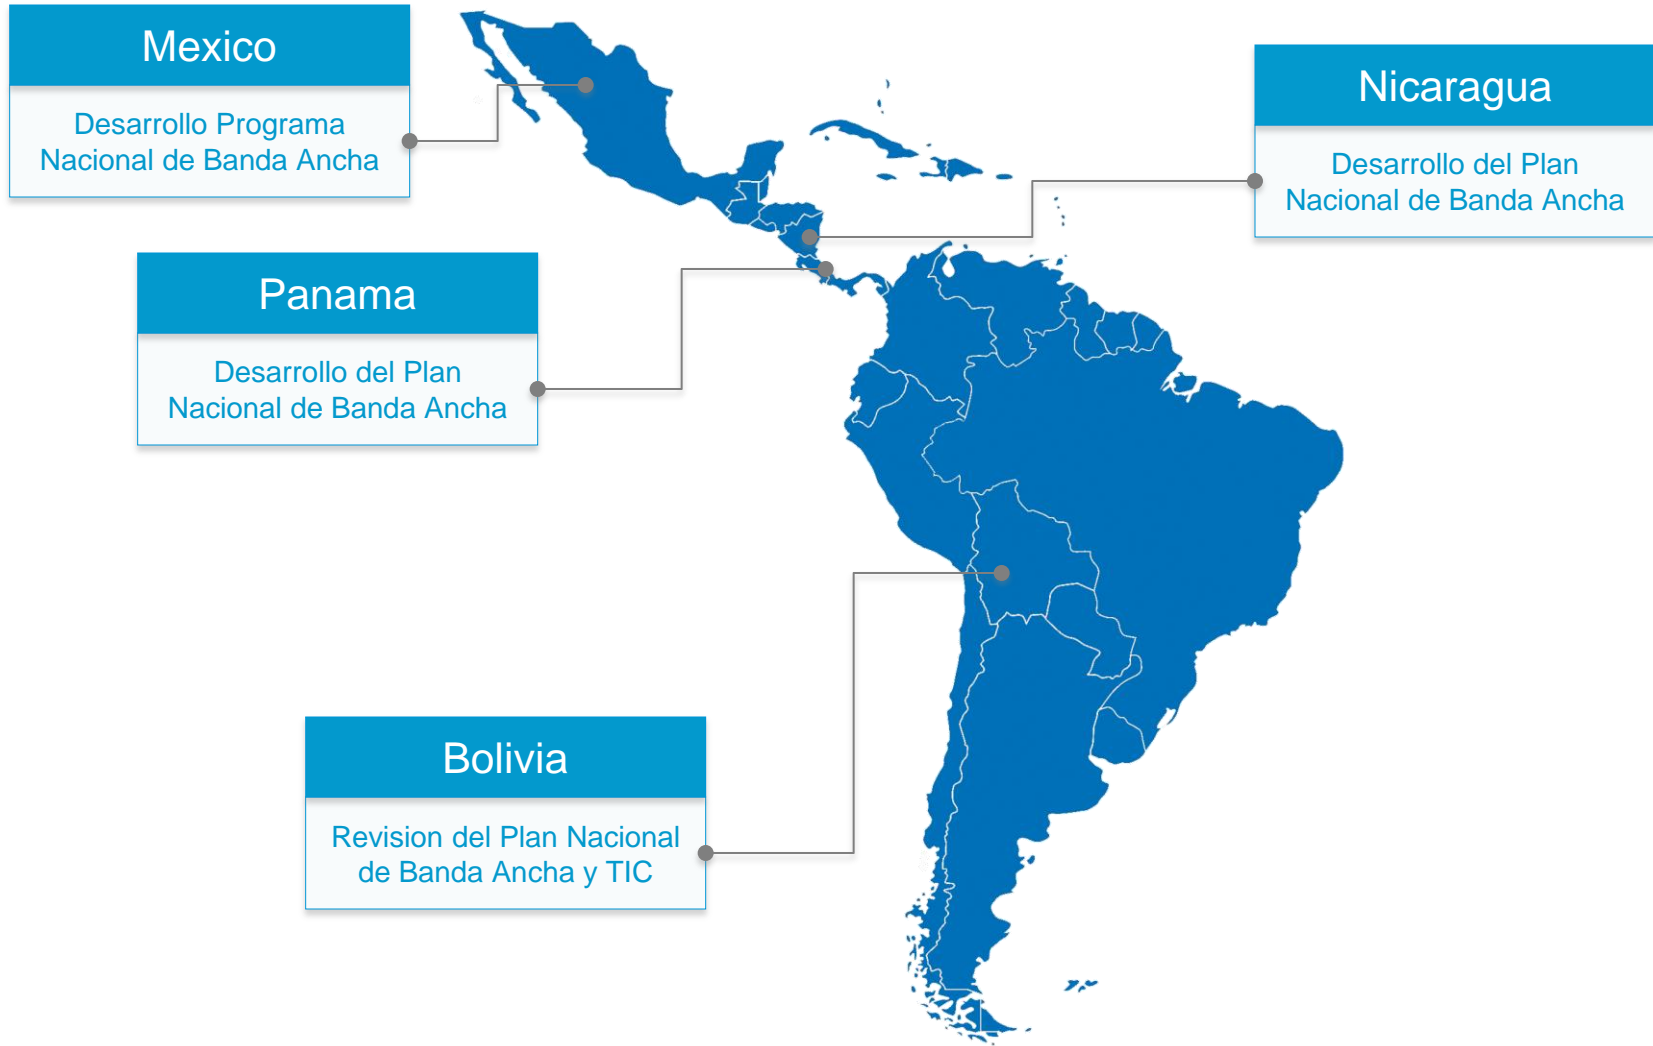 Mexico
Desarrollo Programa
Nacional de Banda Ancha
Nicaragua
Desarrollo del Plan
Nacional de Banda Ancha
Panama
Desarrollo del Plan
Nacional de Banda Ancha
Bolivia
Revision del Plan Nacional
de Banda Ancha y TIC